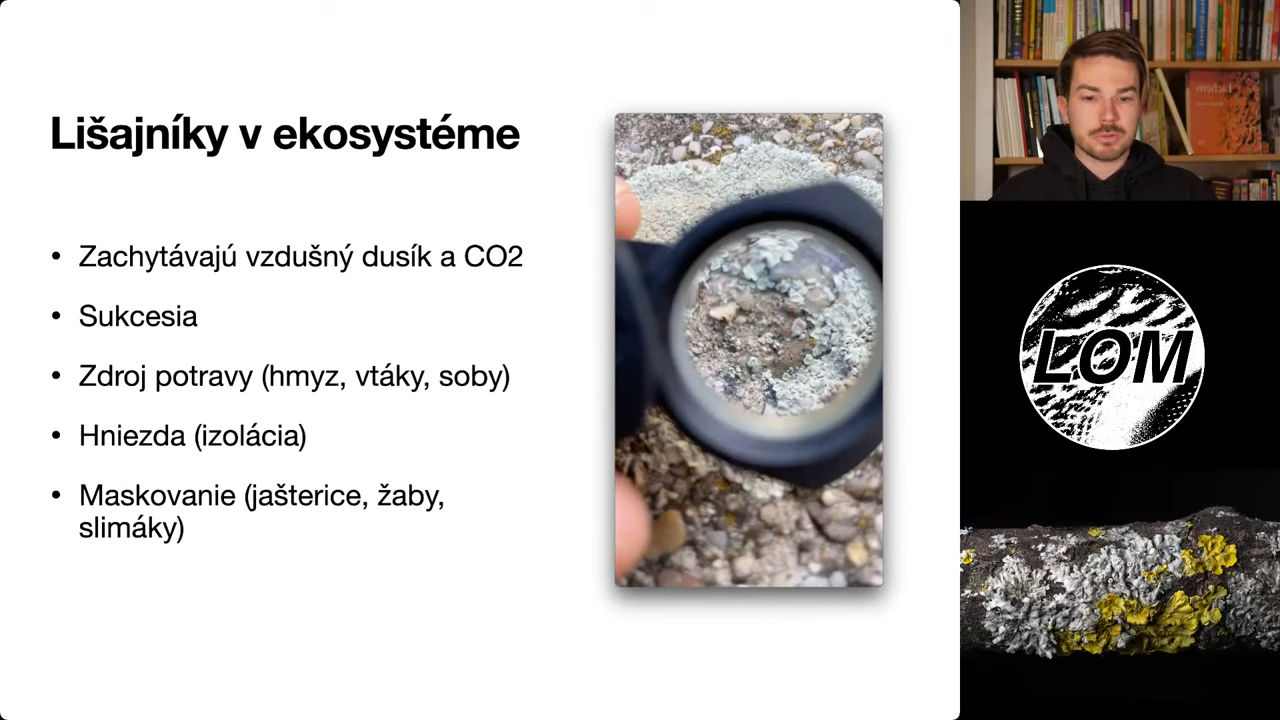 Lišajníky v ekosystéme
• Zachytávajú vzdušný dusík a CO2
• Sukcesia
• Zdroj potravy (hmyz, vtáky, soby)
• Hniezda (izolácia)
• Maskovanie (jašterice, žaby,
slimáky)
Lichens
LOM